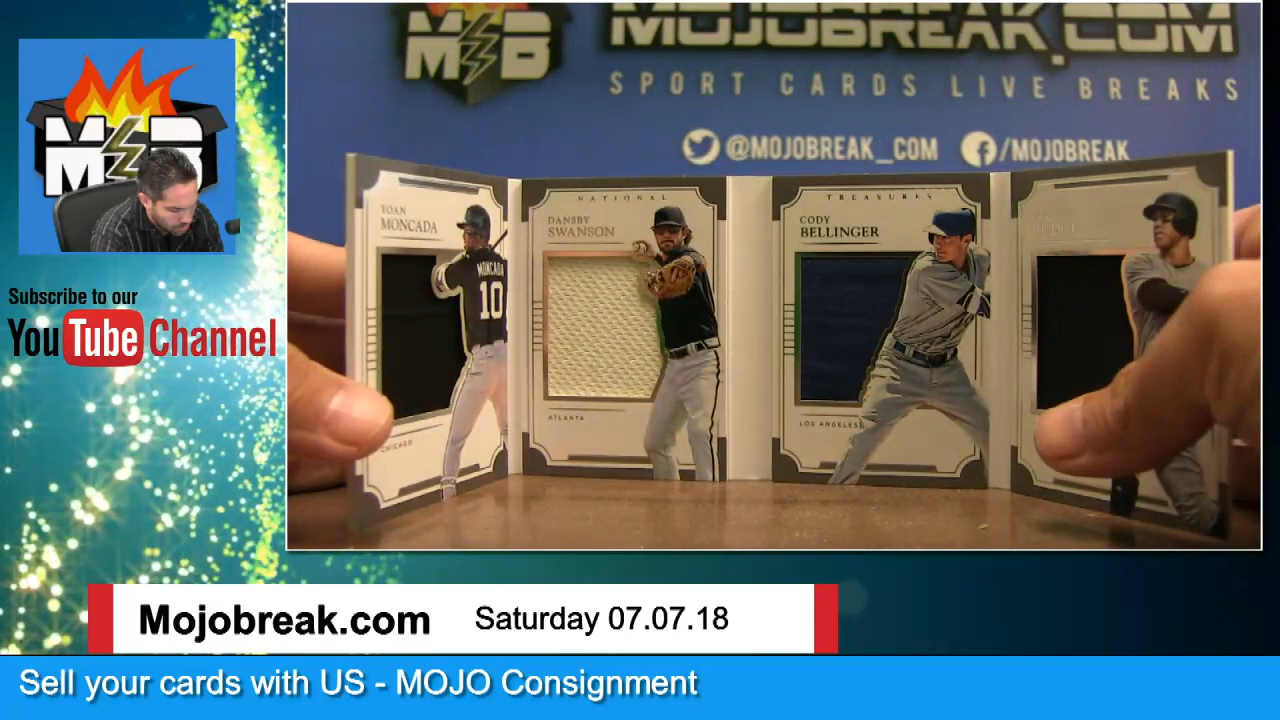 M B
MOJOBREAK.COM
SPORT CARDS LIVE BREAKS
@MOJOBREAK_COM
/MOJOBREAK
M B
Subscribe to our
YouTube Channel
YOAN
MONCADA
MONCADA
10
CHICAGO
NATIONAL
DANSBY
SWANSON
ATLANTA
TREASURES
CODY
BELLINGER
LOS ANGELES
Mojobreak.com
Saturday 07.07.18
Sell your cards with US - MOJO Consignment